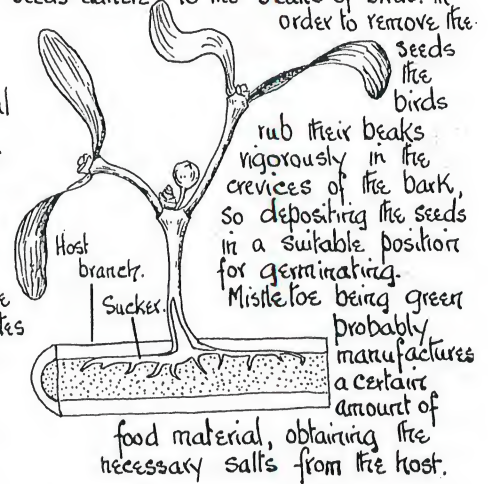 order to remove the
seeds
the
birds
rub their beaks
vigorously in the
crevices of the bark,
so depositing the seeds
in a suitable position
for germinating.
Mistletoe being green
probably
manufactures
a certain
amount of
food material, obtaining the
necessary salts from the host.
Host
branch.
Sucker.